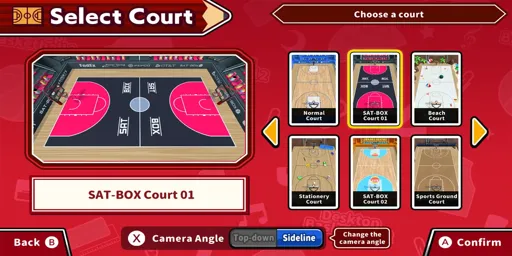 Select Court
Choose a court
SAT
BOX
SAT
BOX
SAT-BOX Court 01
Normal
Court
SAT-BOX
Court 01
Beach
Court
Stationery
Court
SAT-BOX
Court 02
Sports Ground
Court
Back B
X Camera Angle
Top-down
Sideline
Change the
camera angle
A Confirm